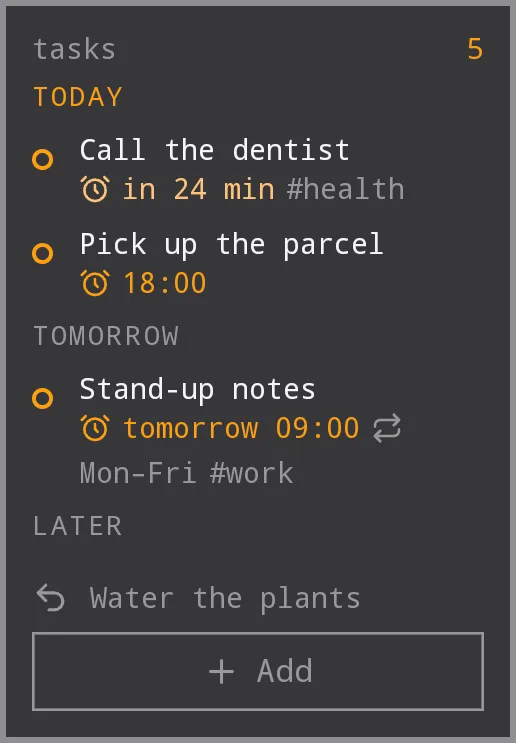 tasks 5
TODAY
Call the dentist
in 24 min #health
Pick up the parcel
18:00
TOMORROW
Stand-up notes
tomorrow 09:00
Mon–Fri #work
LATER
Water the plants
+ Add